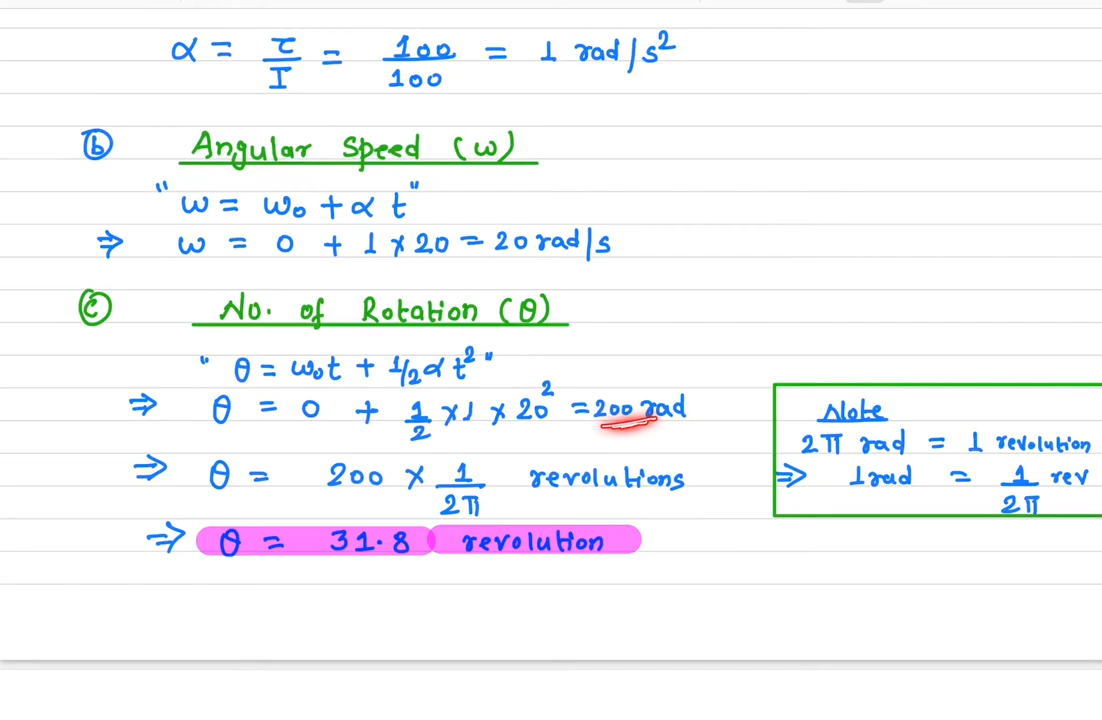 α = τ/I = 100/100 = 1 rad/s²
(b) Angular Speed (ω)
"ω = ω₀ + α t"
⇒ ω = 0 + 1 × 20 = 20 rad/s
(c) No. of Rotation (θ)
"θ = ω₀t + 1/2 α t²"
⇒ θ = 0 + 1/2 × 1 × 20² = 200 rad
⇒ θ = 200 × 1/2π revolutions
⇒ θ = 31.8 revolution
Note
2π rad = 1 revolution
⇒ 1 rad = 1/2π rev